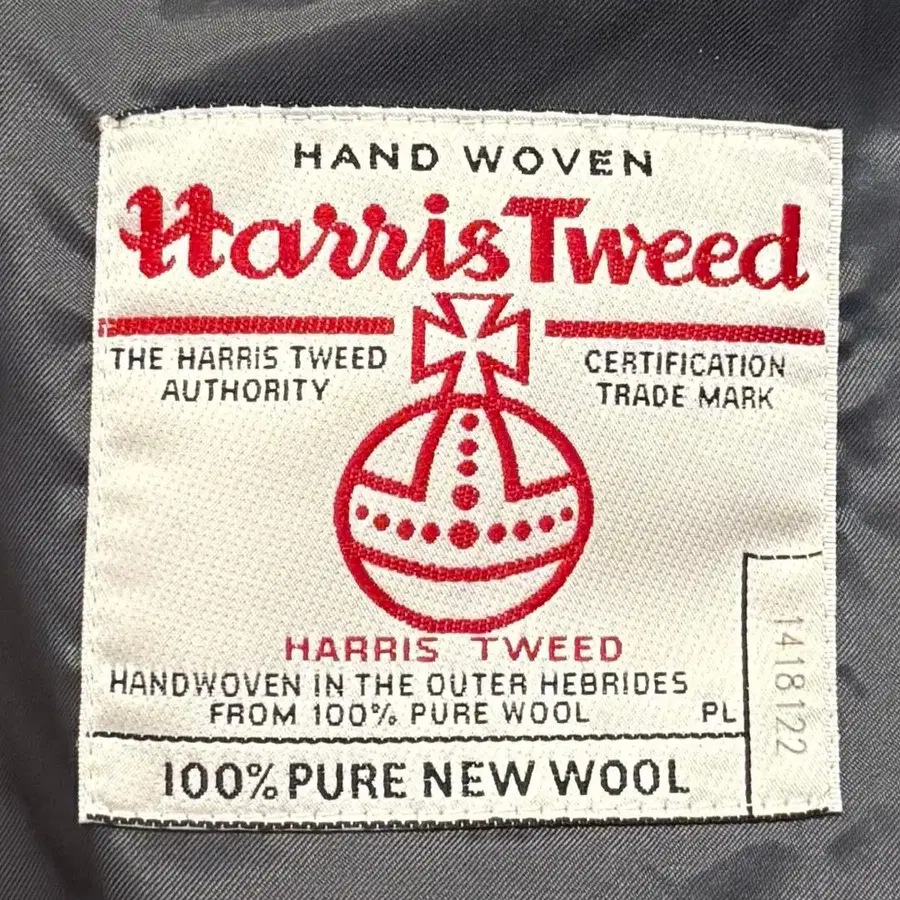 HAND WOVEN
Harris Tweed
THE HARRIS TWEED
AUTHORITY
CERTIFICATION
TRADE MARK
HARRIS TWEED
HANDWOVEN IN THE OUTER HEBRIDES
FROM 100% PURE WOOL
PL
1418122
100% PURE NEW WOOL